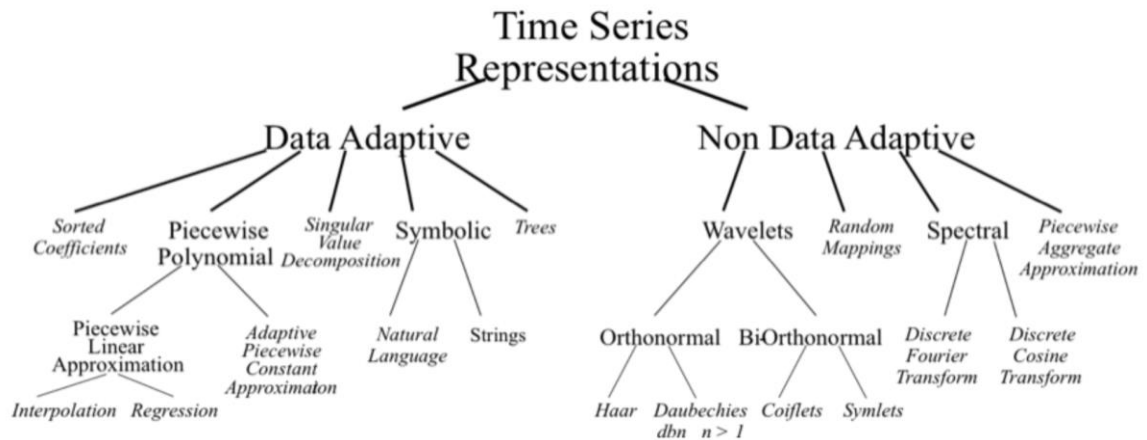 Time Series
Representations
Data Adaptive
Non Data Adaptive
Sorted
Coefficients
Piecewise
Polynomial
Singular
Value
Decomposition
Symbolic
Trees
Wavelets
Random
Mappings
Spectral
Piecewise
Aggregate
Approximation
Piecewise
Linear
Approximation
Adaptive
Piecewise
Constant
Approximaton
Natural
Language
Strings
Orthonormal
Bi-Orthonormal
Discrete
Fourier
Transform
Discrete
Cosine
Transform
Interpolation
Regression
Haar
Daubechies
dbn n > 1
Coiflets
Symlets